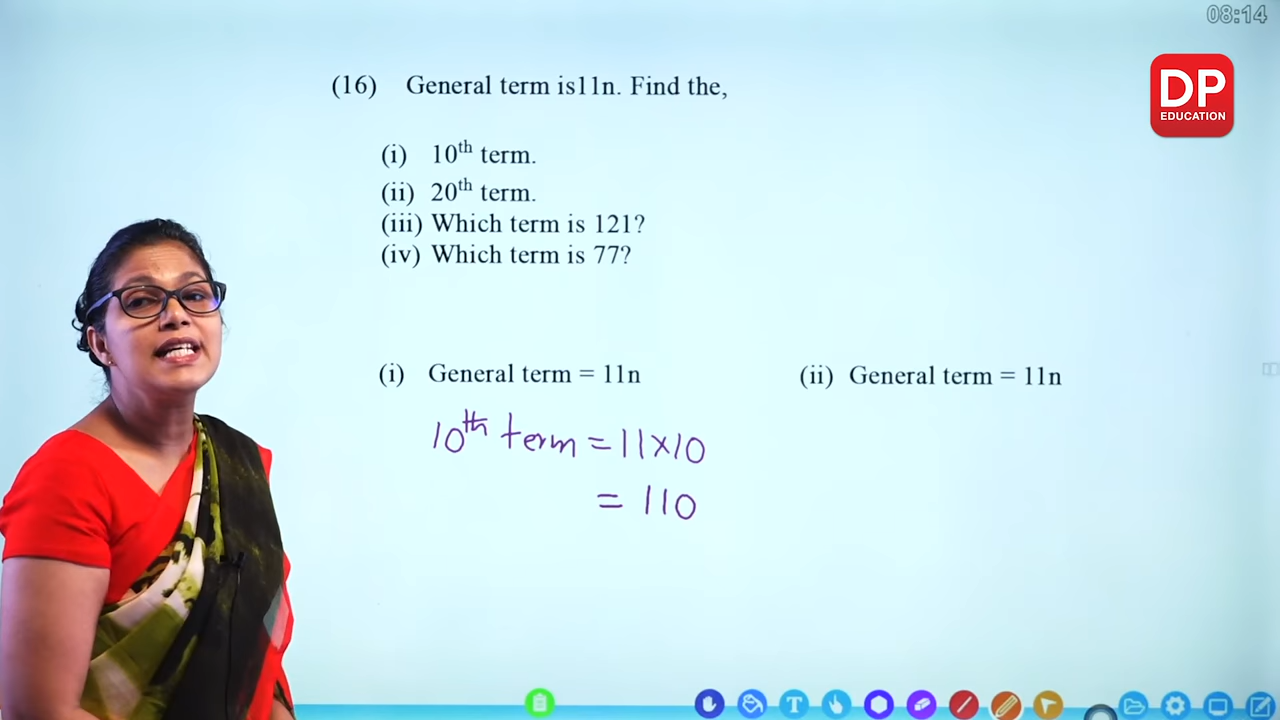 08:14
DP
EDUCATION
(16) General term is11n. Find the,
(i) 10th term.
(ii) 20th term.
(iii) Which term is 121?
(iv) Which term is 77?
(i) General term = 11n
10th term = 11×10
= 110
(ii) General term = 11n
T